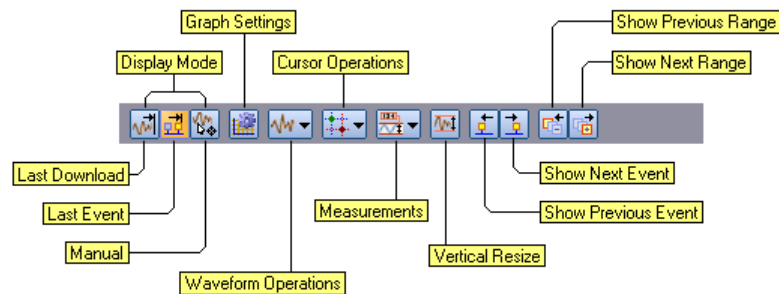 Graph Settings
Show Previous Range
Display Mode
Cursor Operations
Show Next Range
Last Download
Show Next Event
Last Event
Measurements
Show Previous Event
Manual
Vertical Resize
Waveform Operations